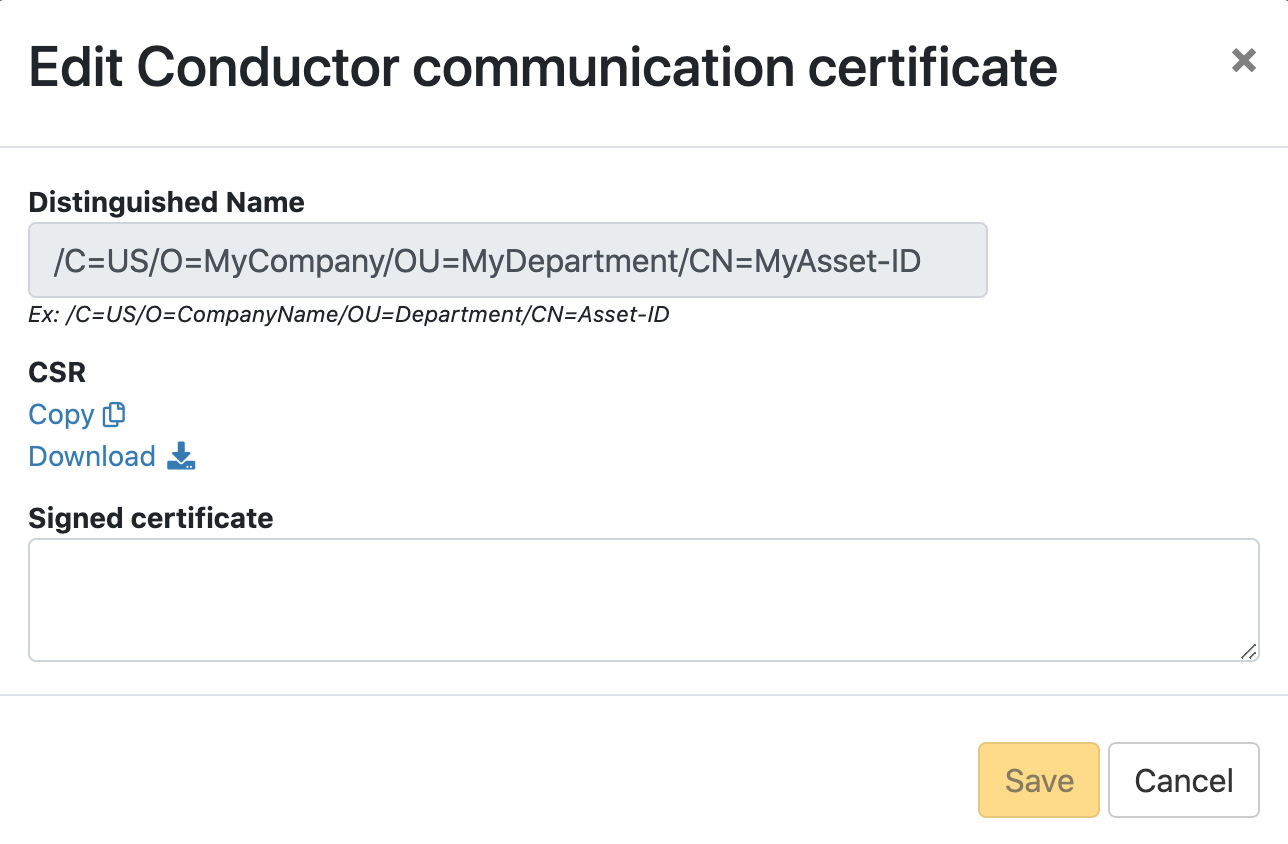 Edit Conductor communication certificate
Distinguished Name
/C=US/O=MyCompany/OU=MyDepartment/CN=MyAsset-ID
Ex: /C=US/O=CompanyName/OU=Department/CN=Asset-ID
CSR
Copy
Download
Signed certificate
Save Cancel